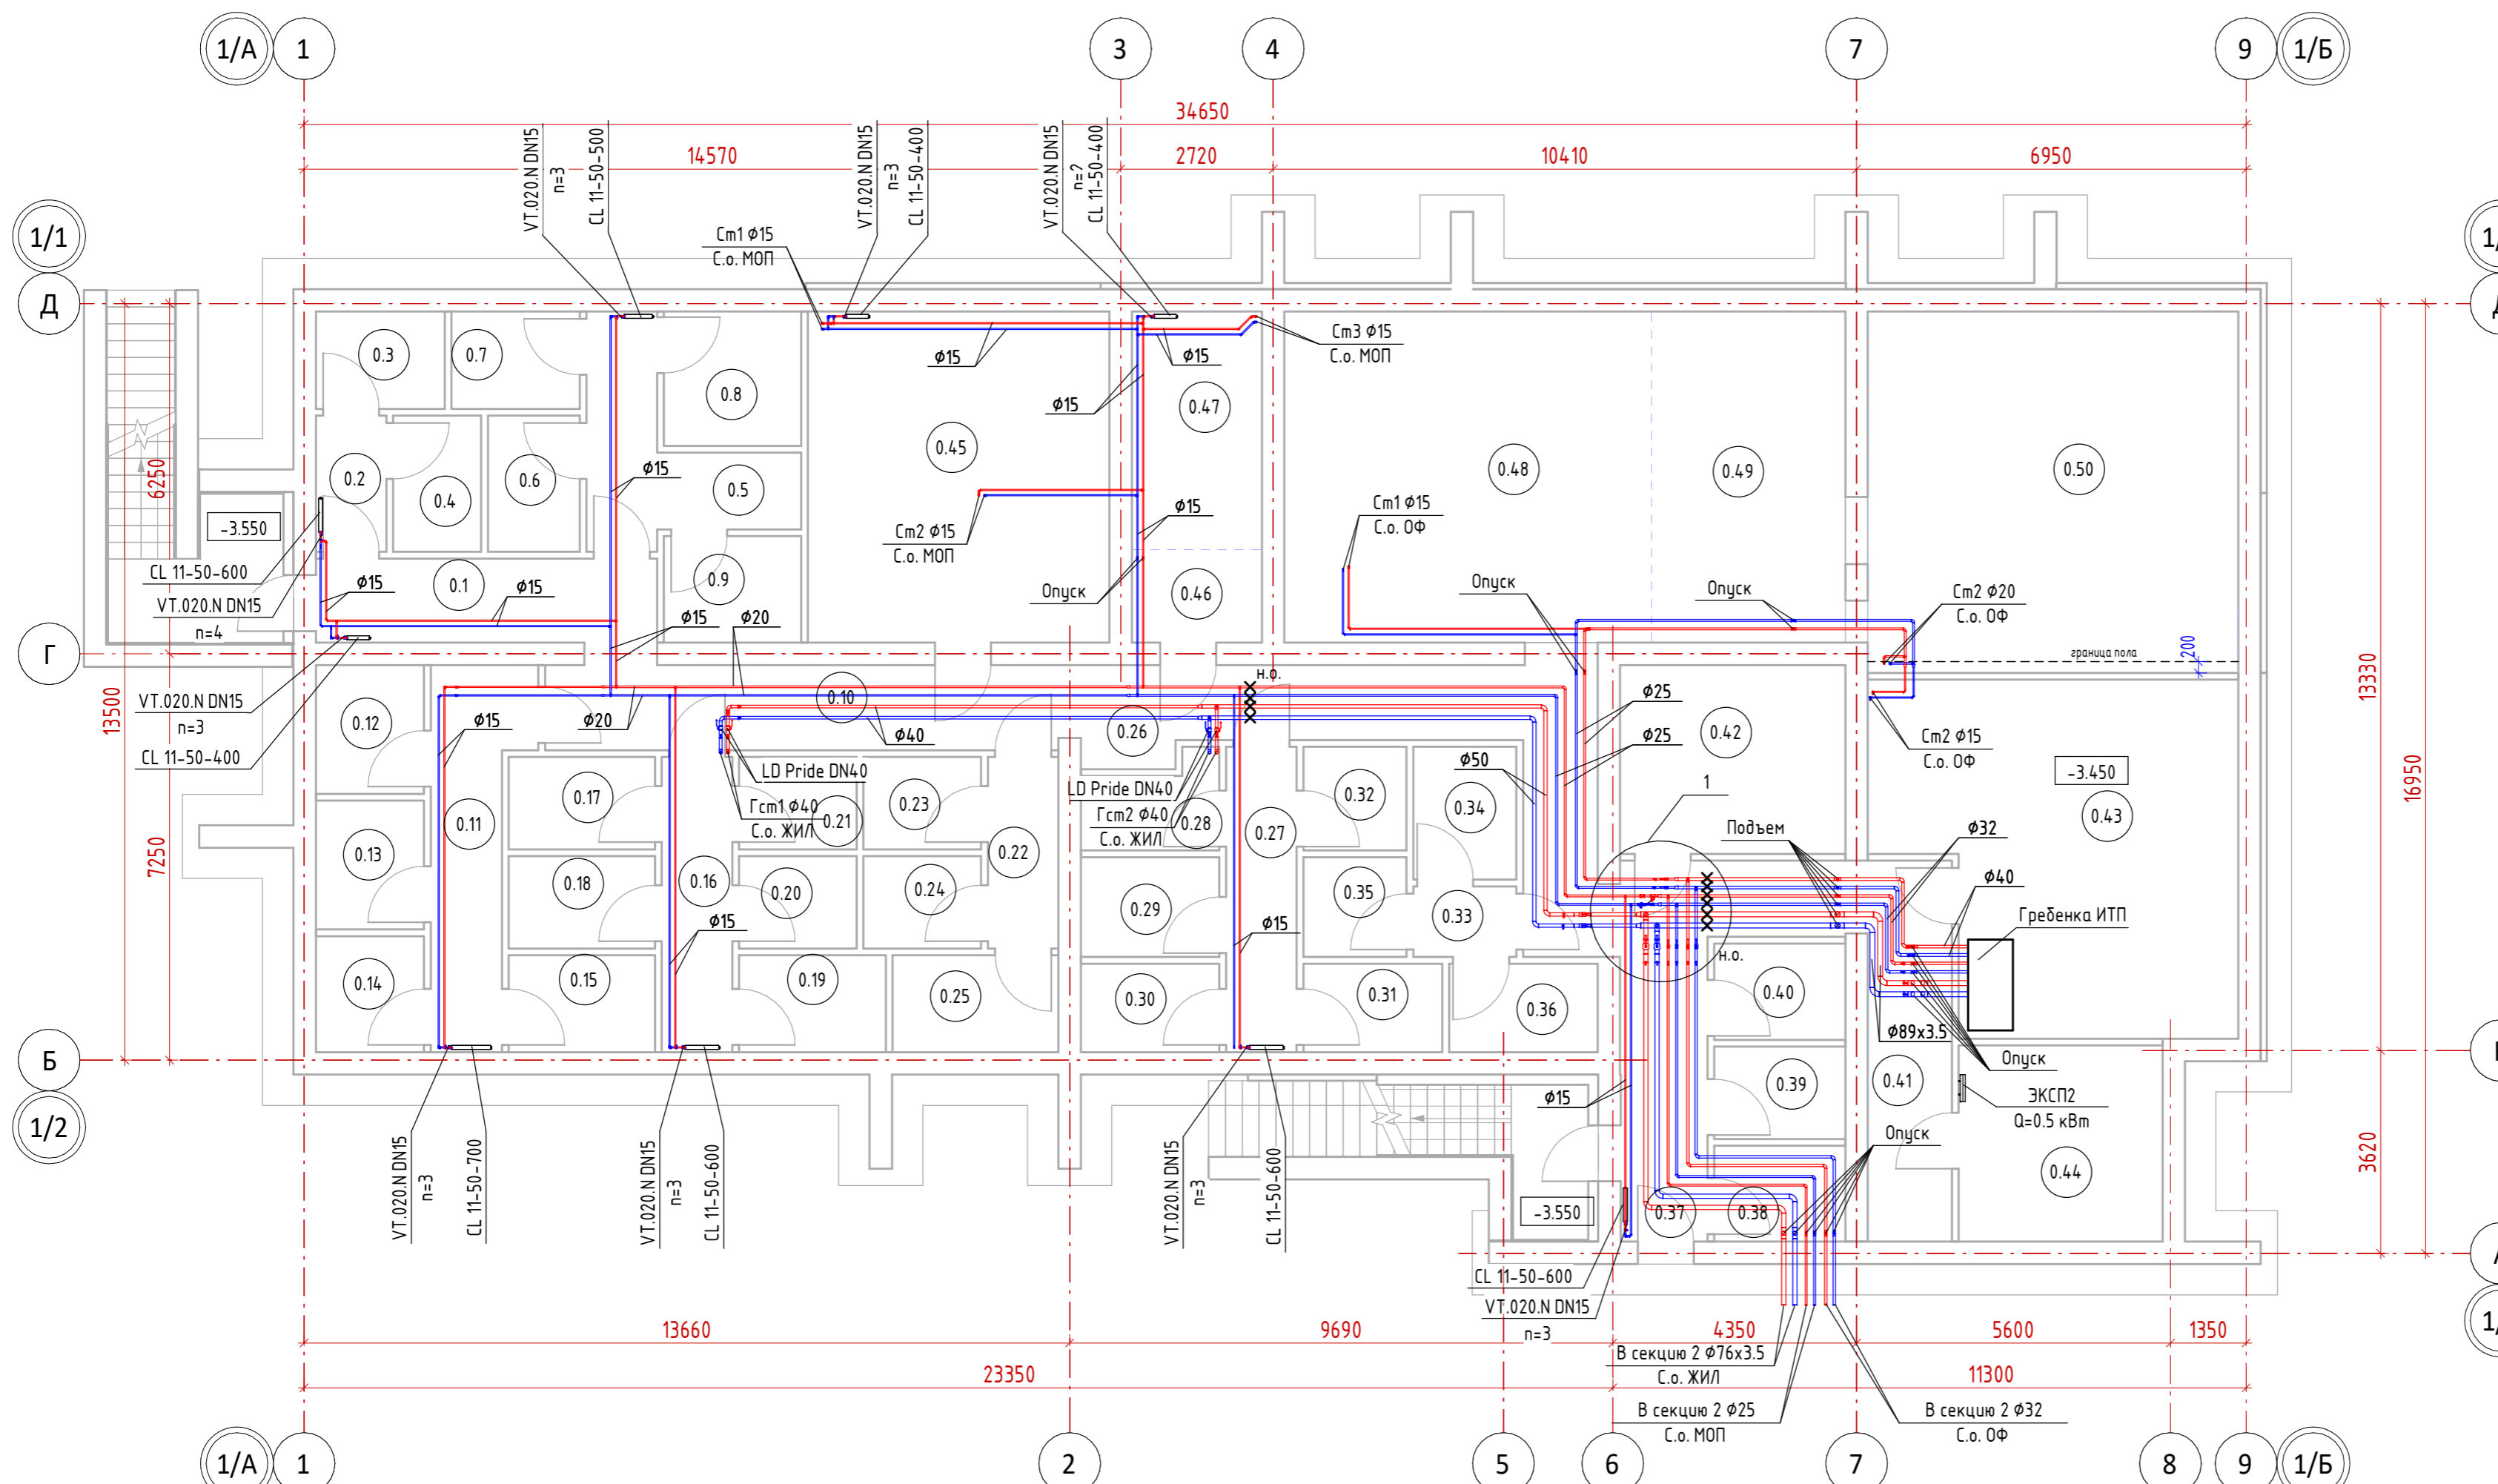 1/А
1
3
4
7
9
1/Б
34650
14570
2720
10410
6950
VT.020.N DN15
n=3
CL 11-50-500
VT.020.N DN15
n=3
CL 11-50-400
VT.020.N DN15
n=2
CL 11-50-400
1/1
Д
Ст1 ϕ15
С.о. МОП
Ст3 ϕ15
С.о. МОП
ϕ15
ϕ15
ϕ15
0.3
0.7
0.8
0.47
0.45
0.2
0.4
0.6
0.5
ϕ15
0.48
0.49
0.50
6250
-3.550
Ст2 ϕ15
С.о. МОП
ϕ15
Ст1 ϕ15
С.о. ОФ
CL 11-50-600
VT.020.N DN15
n=4
ϕ15
0.1
ϕ15
0.9
Опуск
0.46
Опуск
Опуск
Ст2 ϕ20
С.о. ОФ
ϕ15
ϕ20
Г
граница пола
200
13500
13330
16950
VT.020.N DN15
n=3
CL 11-50-400
0.12
ϕ15
ϕ20
0.10
ϕ40
0.26
н.о.
ϕ25
ϕ25
0.42
Ст2 ϕ15
С.о. ОФ
-3.450
LD Pride DN40
Гст1 ϕ40
С.о. ЖИЛ
LD Pride DN40
Гст2 ϕ40
С.о. ЖИЛ
ϕ50
1
0.17
0.23
0.21
0.28
0.32
0.34
0.43
7250
0.13
0.11
0.27
0.22
Подъем
ϕ32
0.18
0.16
0.20
0.24
0.29
0.35
0.33
ϕ40
Гребенка ИТП
ϕ15
ϕ15
н.о.
0.14
0.15
0.19
0.25
0.30
0.31
0.36
0.40
ϕ89x3.5
Опуск
Б
0.39
0.41
ЭКСП2
Q=0.5 кВт
ϕ15
1/2
Опуск
3620
VT.020.N DN15
n=3
CL 11-50-700
VT.020.N DN15
n=3
CL 11-50-600
VT.020.N DN15
n=3
CL 11-50-600
-3.550
0.37
0.38
0.44
CL 11-50-600
VT.020.N DN15
n=3
13660
9690
4350
5600
1350
В секцию 2 ϕ76x3.5
С.о. ЖИЛ
23350
11300
В секцию 2 ϕ25
С.о. МОП
В секцию 2 ϕ32
С.о. ОФ
1/А
1
2
5
6
7
8
9
1/Б